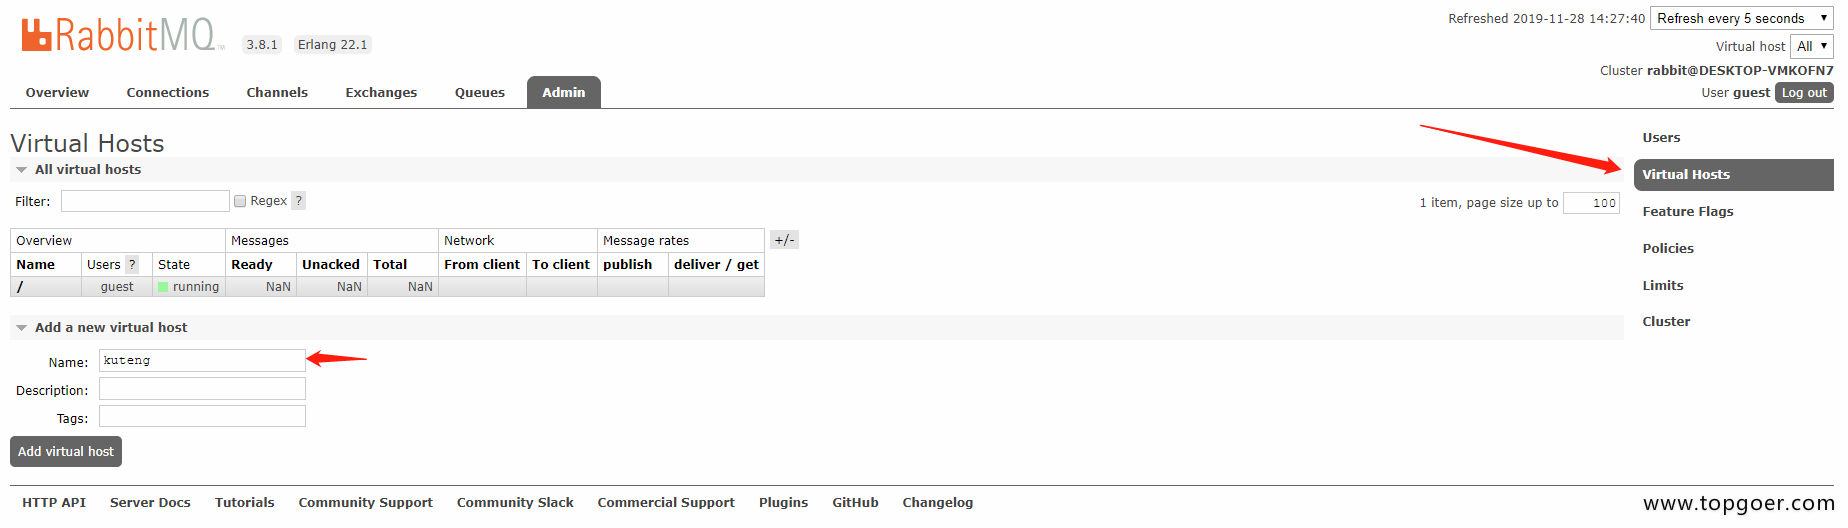 RabbitMQ TM 3.8.1 Erlang 22.1
Refreshed 2019-11-28 14:27:40 Refresh every 5 seconds
Virtual host All
Cluster rabbit@DESKTOP-VMKOFN7
User guest Log out
Overview Connections Channels Exchanges Queues Admin
Virtual Hosts
All virtual hosts
Filter: Regex ?
1 item, page size up to 100
Overview Messages Network Message rates +/-
Name Users ? State Ready Unacked Total From client To client publish deliver / get
/ guest running NaN NaN NaN
Add a new virtual host
Name: kuteng
Description:
Tags:
Add virtual host
Users
Virtual Hosts
Feature Flags
Policies
Limits
Cluster
HTTP API Server Docs Tutorials Community Support Community Slack Commercial Support Plugins GitHub Changelog
www.topgoer.com